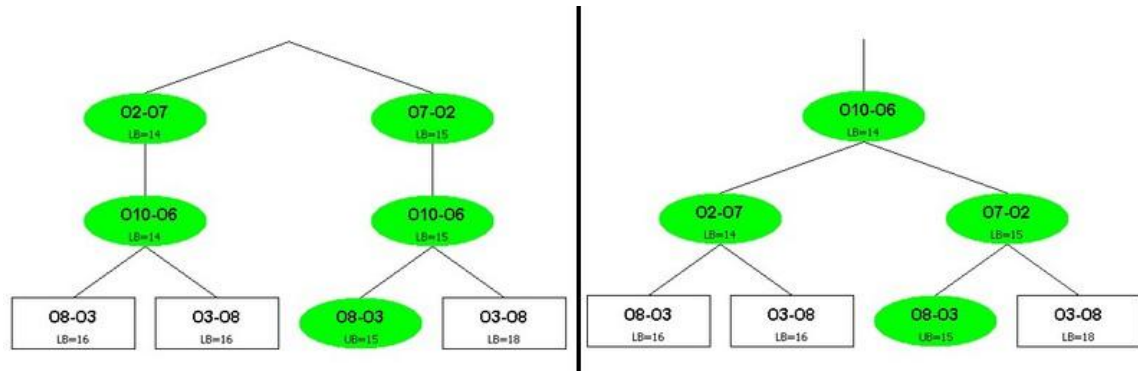 O2-O7
LB=14
O7-O2
LB=15
O10-O6
LB=14
O10-O6
LB=15
O8-O3
LB=16
O3-O8
LB=16
O8-O3
UB=15
O3-O8
LB=18
O10-O6
LB=14
O2-O7
LB=14
O7-O2
LB=15
O8-O3
LB=16
O3-O8
LB=16
O8-O3
UB=15
O3-O8
LB=18